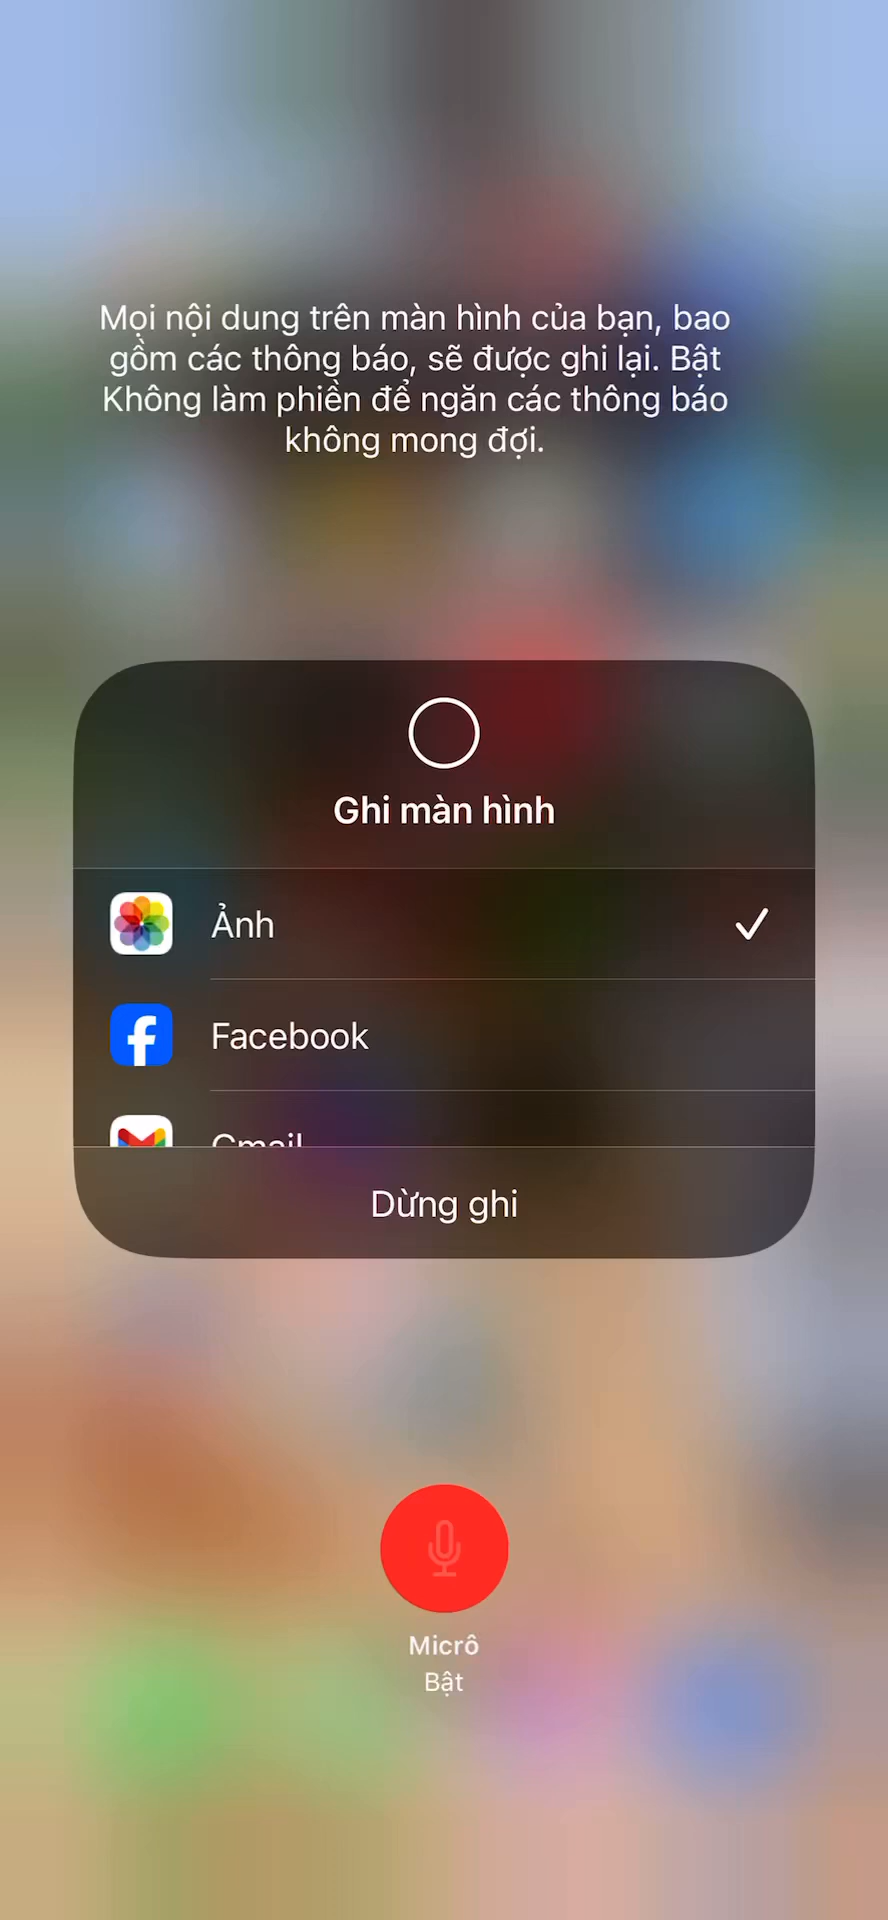 Mọi nội dung trên màn hình của bạn, bao
gồm các thông báo, sẽ được ghi lại. Bật
Không làm phiền để ngăn các thông báo
không mong đợi.
Ghi màn hình
Ảnh
Facebook
Gmail
Dừng ghi
Micrô
Bật